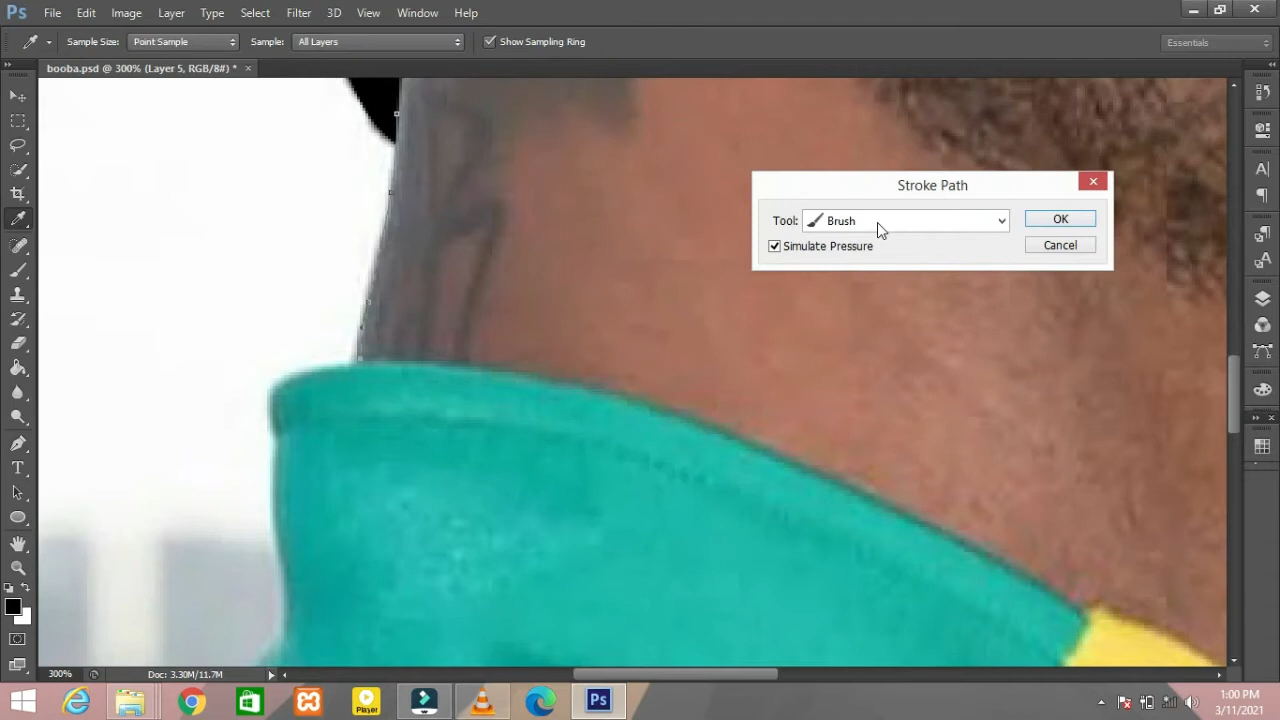 Ps File Edit Image Layer Type Select Filter 3D View Window Help
Sample Size: Point Sample Sample: All Layers Show Sampling Ring Essentials
booba.psd @ 300% (Layer 5, RGB/8#) * ×
Stroke Path
Tool: Brush OK
Simulate Pressure Cancel
300% Doc: 3.30M/11.7M
Player Ps
1:00 PM
3/11/2021